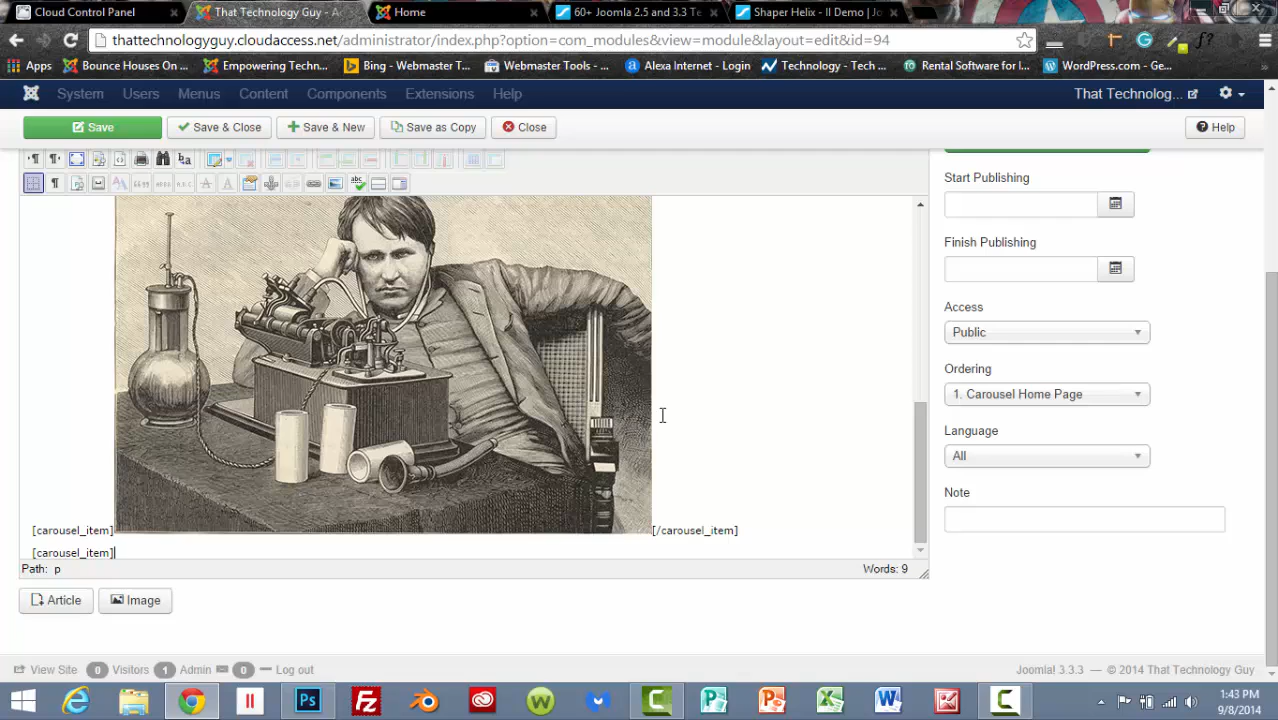 Cloud Control Panel
That Technology Guy - Ac
Home
60+ Joomla 2.5 and 3.3 Te
Shaper Helix - II Demo | Jo
thattechnologyguy.cloudaccess.net/administrator/index.php?option=com_modules&view=module&layout=edit&id=94
Apps
Bounce Houses On ...
Empowering Techn...
Bing - Webmaster T...
Webmaster Tools - ...
Alexa Internet - Login
Technology - Tech ...
Rental Software for I...
WordPress.com - Ge...
System Users Menus Content Components Extensions Help
That Technolog...
Save
Save & Close
Save & New
Save as Copy
Close
Help
Start Publishing
Finish Publishing
Access
Public
Ordering
1. Carousel Home Page
Language
All
Note
[carousel_item] [/carousel_item]
[carousel_item]
Path: p
Words: 9
Article
Image
View Site 0 Visitors 1 Admin 0 Log out
Joomla! 3.3.3 — © 2014 That Technology Guy
1:43 PM
9/8/2014